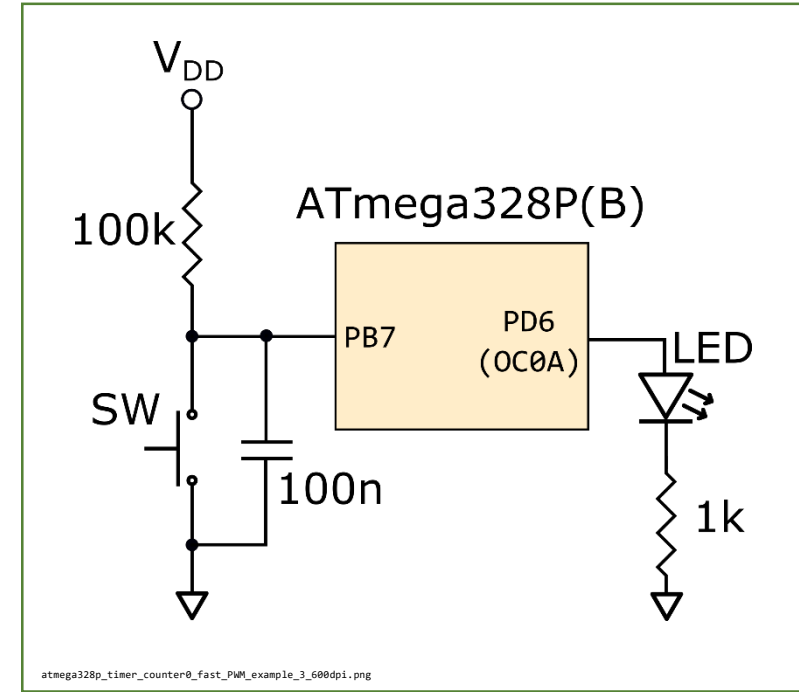 VDD
100k
ATmega328P(B)
PB7
PD6
(OC0A)
LED
SW
100n
1k
atmega328p_timer_counter0_fast_PWM_example_3_600dpi.png